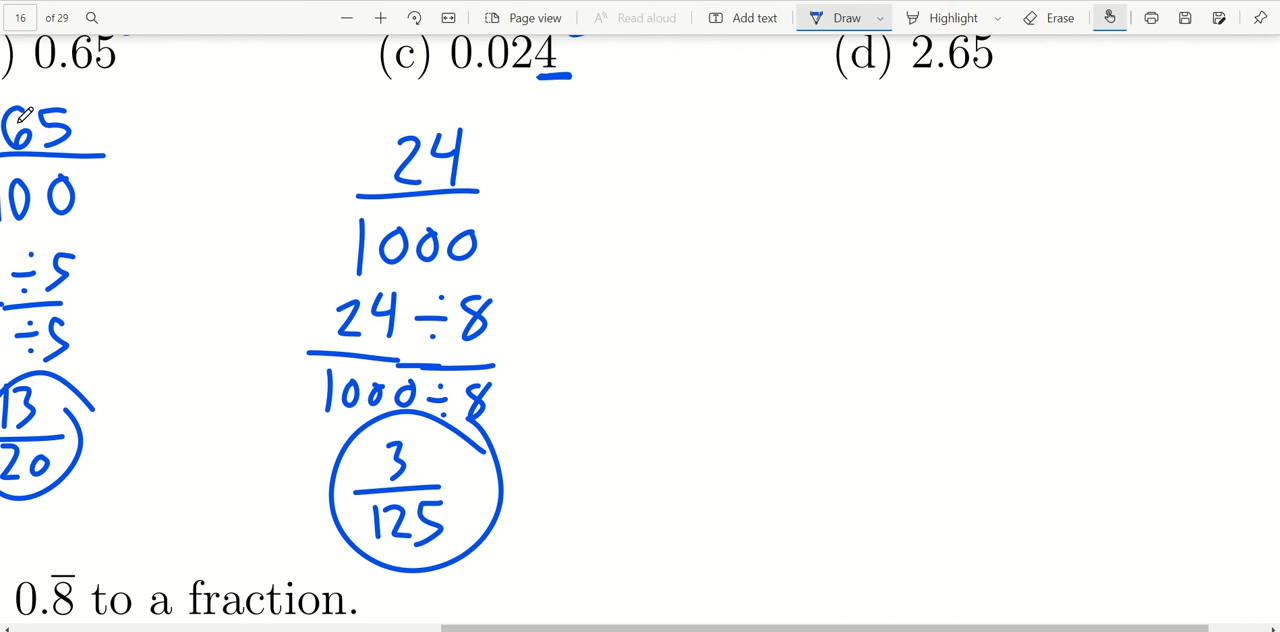 16 of 29 Page view Read aloud Add text Draw Highlight Erase
) 0.65 (c) 0.024 (d) 2.65
65
100
÷5
÷5
13
20
24
1000
24 ÷ 8
1000 ÷ 8
3
125
0.8̅ to a fraction.